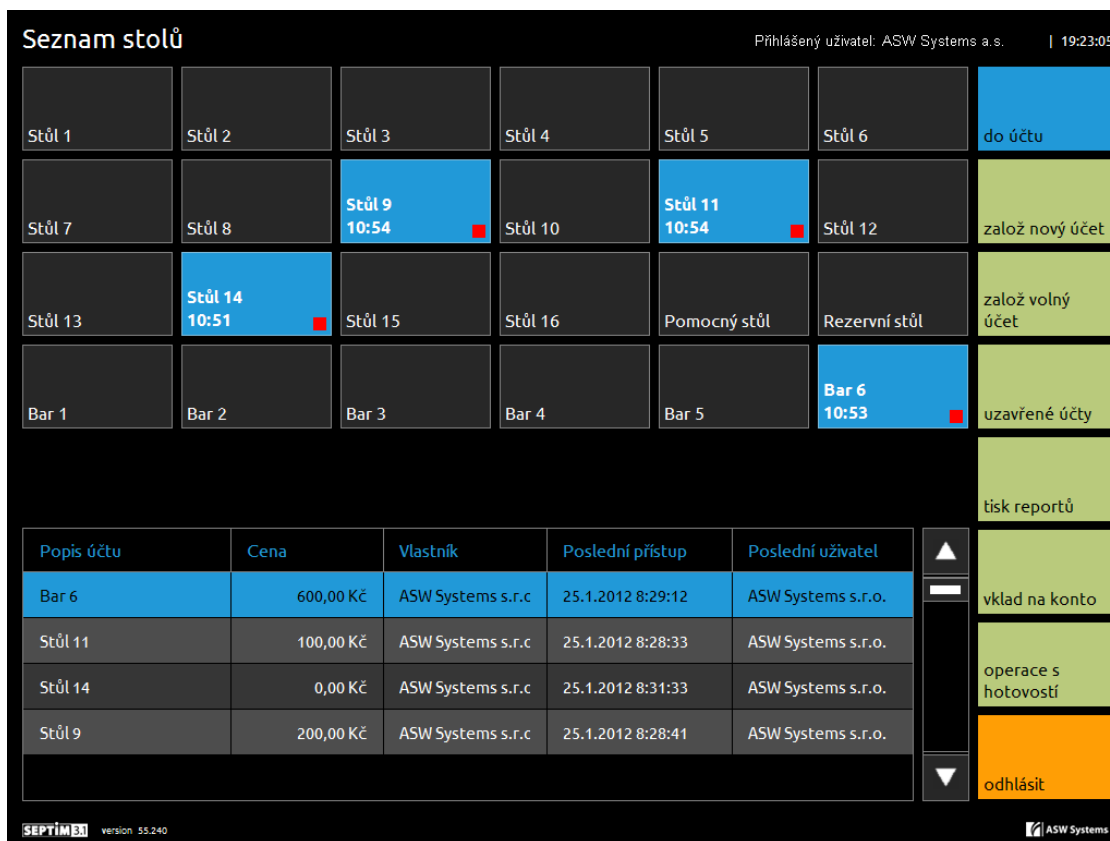 Seznam stolů
Přihlášený uživatel: ASW Systems a.s. | 19:23:05
Stůl 1 Stůl 2 Stůl 3 Stůl 4 Stůl 5 Stůl 6 do účtu
Stůl 9 Stůl 11
Stůl 7 Stůl 8 10:54 Stůl 10 10:54 Stůl 12 založ nový účet
Stůl 14 založ volný
Stůl 13 10:51 Stůl 15 Stůl 16 Pomocný stůl Rezervní stůl účet
Bar 6
Bar 1 Bar 2 Bar 3 Bar 4 Bar 5 10:53 uzavřené účty
tisk reportů
Popis účtu Cena Vlastník Poslední přístup Poslední uživatel
Bar 6 600,00 Kč ASW Systems s.r.c 25.1.2012 8:29:12 ASW Systems s.r.o. vklad na konto
Stůl 11 100,00 Kč ASW Systems s.r.c 25.1.2012 8:28:33 ASW Systems s.r.o.
operace s
Stůl 14 0,00 Kč ASW Systems s.r.c 25.1.2012 8:31:33 ASW Systems s.r.o. hotovostí
Stůl 9 200,00 Kč ASW Systems s.r.c 25.1.2012 8:28:41 ASW Systems s.r.o.
odhlásit
SEPTIM 3.1 version 55.240 ASW Systems